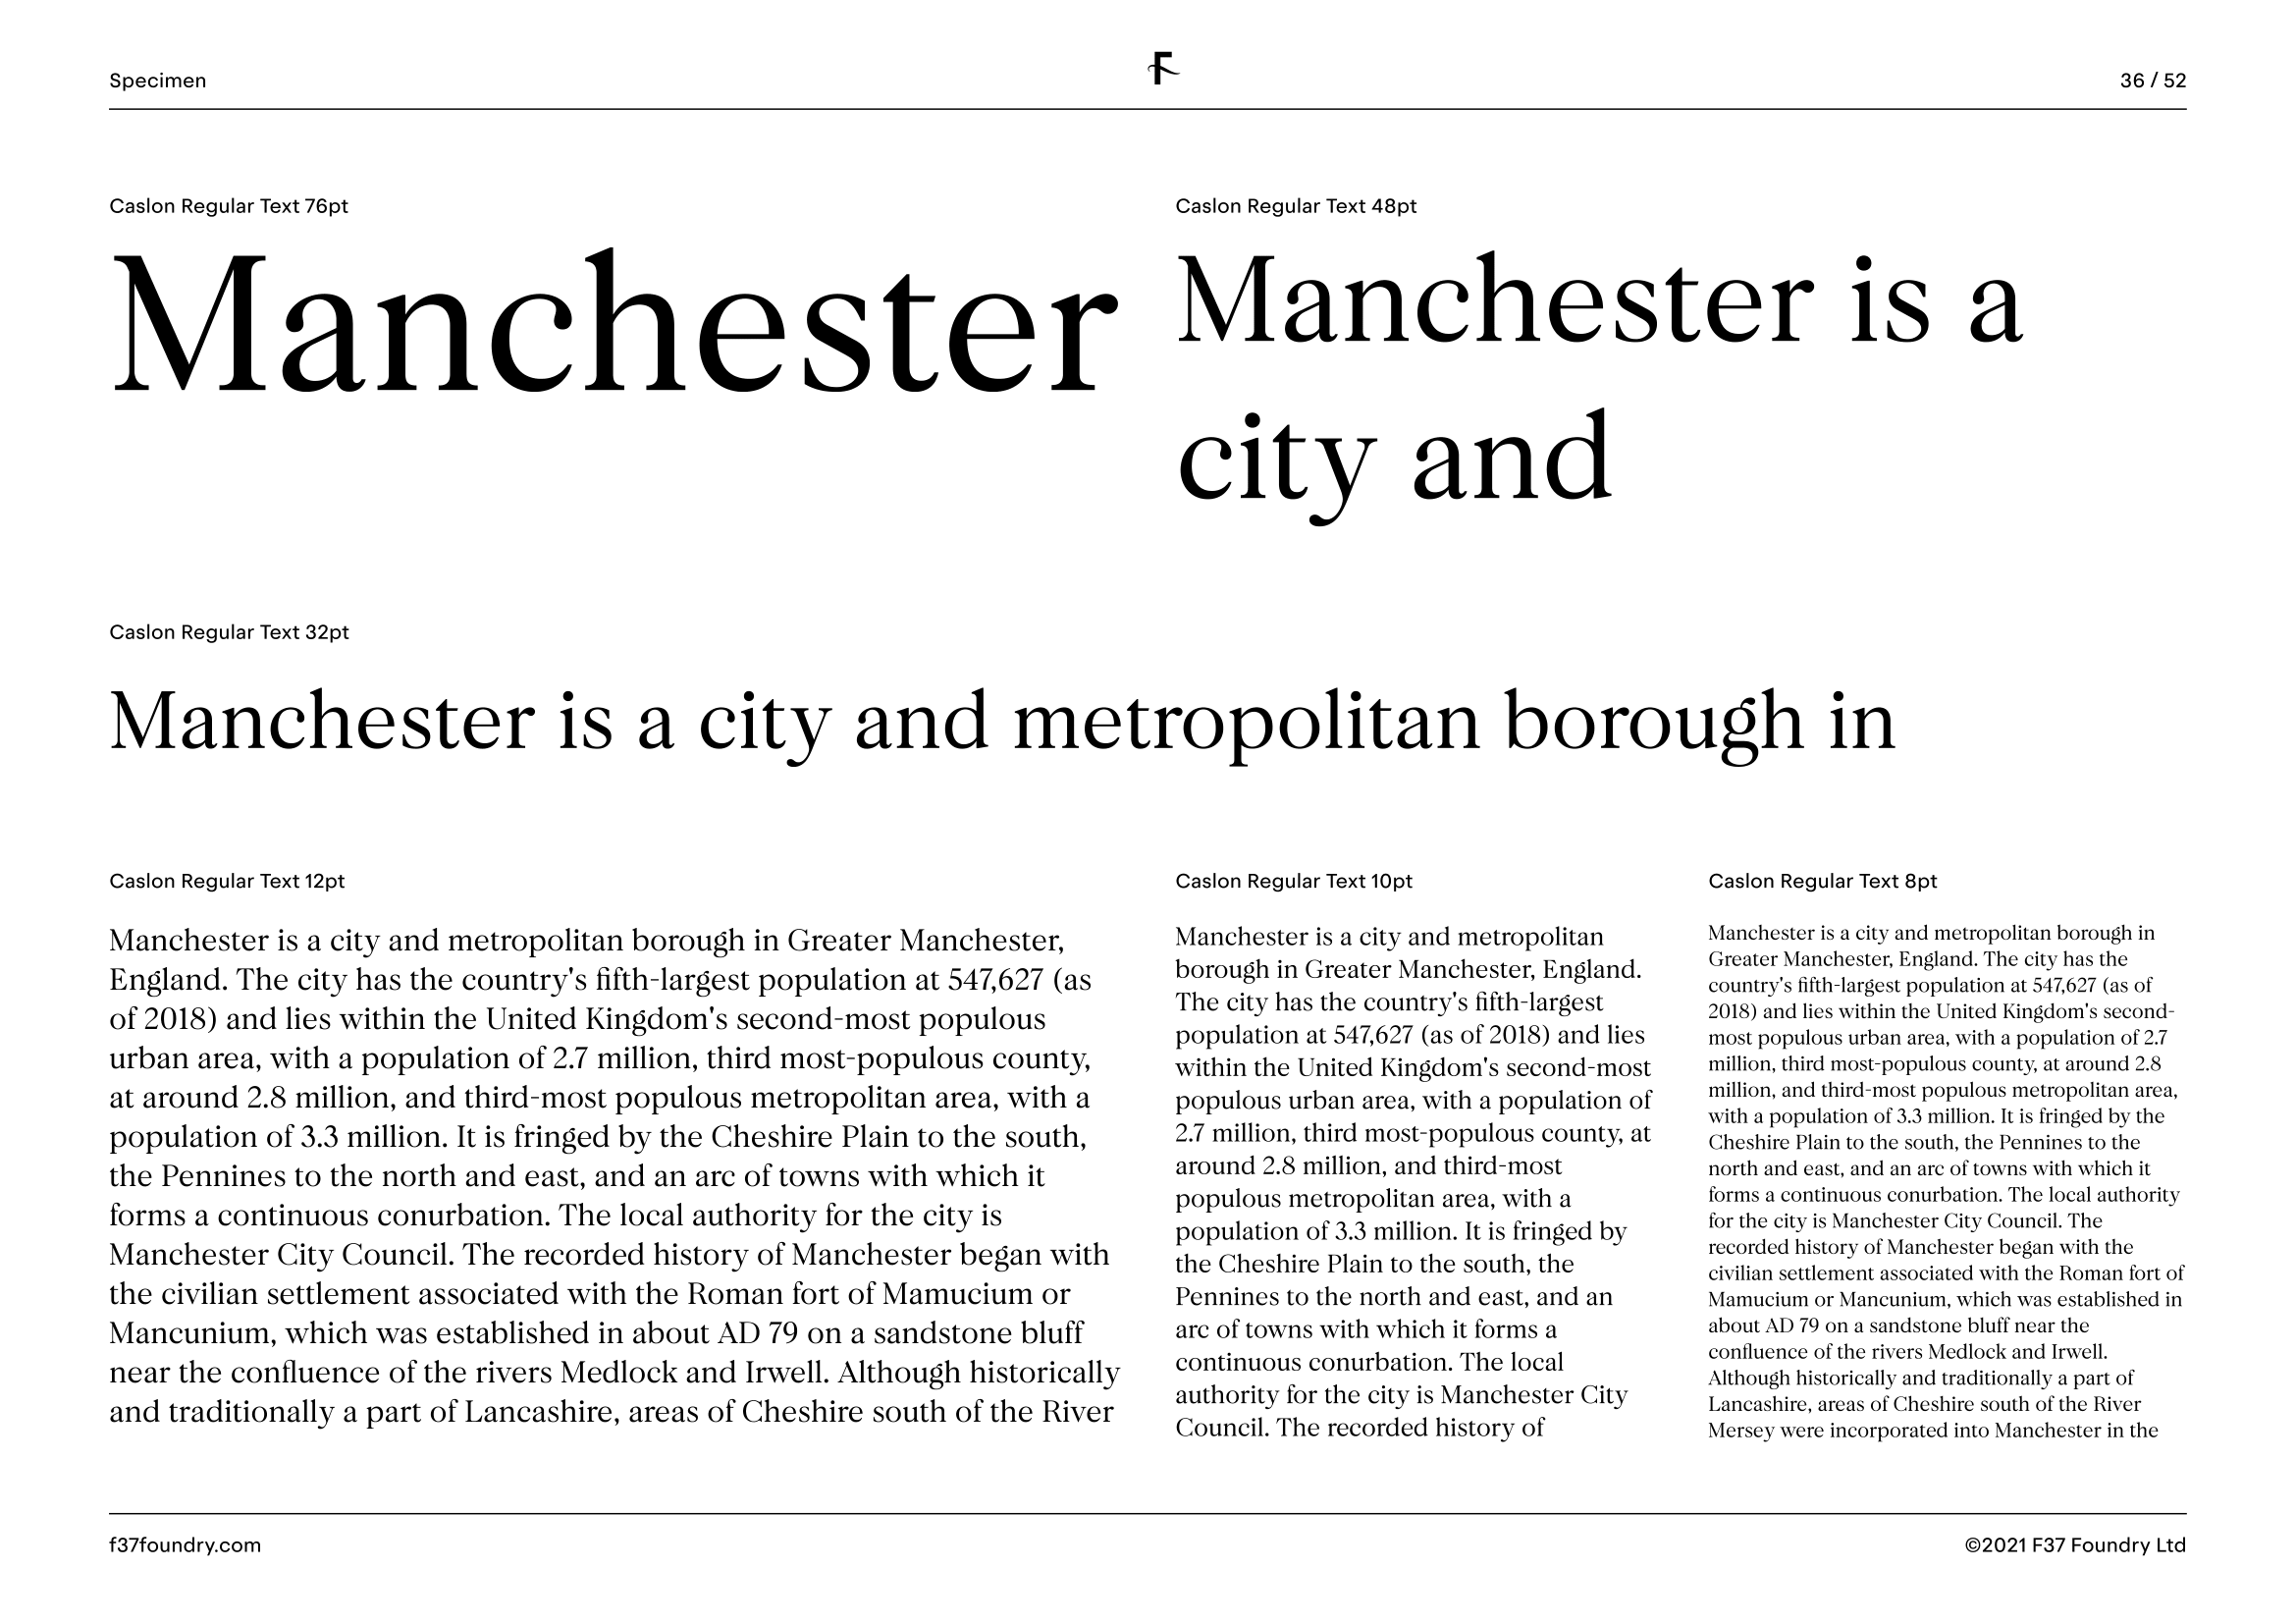 Specimen
F
36 / 52
Caslon Regular Text 76pt
Manchester
Caslon Regular Text 48pt
Manchester is a
city and
Caslon Regular Text 32pt
Manchester is a city and metropolitan borough in
Caslon Regular Text 12pt
Manchester is a city and metropolitan borough in Greater Manchester,
England. The city has the country's fifth-largest population at 547,627 (as
of 2018) and lies within the United Kingdom's second-most populous
urban area, with a population of 2.7 million, third most-populous county,
at around 2.8 million, and third-most populous metropolitan area, with a
population of 3.3 million. It is fringed by the Cheshire Plain to the south,
the Pennines to the north and east, and an arc of towns with which it
forms a continuous conurbation. The local authority for the city is
Manchester City Council. The recorded history of Manchester began with
the civilian settlement associated with the Roman fort of Mamucium or
Mancunium, which was established in about AD 79 on a sandstone bluff
near the confluence of the rivers Medlock and Irwell. Although historically
and traditionally a part of Lancashire, areas of Cheshire south of the River
Caslon Regular Text 10pt
Manchester is a city and metropolitan
borough in Greater Manchester, England.
The city has the country's fifth-largest
population at 547,627 (as of 2018) and lies
within the United Kingdom's second-most
populous urban area, with a population of
2.7 million, third most-populous county, at
around 2.8 million, and third-most
populous metropolitan area, with a
population of 3.3 million. It is fringed by
the Cheshire Plain to the south, the
Pennines to the north and east, and an
arc of towns with which it forms a
continuous conurbation. The local
authority for the city is Manchester City
Council. The recorded history of
Caslon Regular Text 8pt
Manchester is a city and metropolitan borough in
Greater Manchester, England. The city has the
country's fifth-largest population at 547,627 (as of
2018) and lies within the United Kingdom's second-
most populous urban area, with a population of 2.7
million, third most-populous county, at around 2.8
million, and third-most populous metropolitan area,
with a population of 3.3 million. It is fringed by the
Cheshire Plain to the south, the Pennines to the
north and east, and an arc of towns with which it
forms a continuous conurbation. The local authority
for the city is Manchester City Council. The
recorded history of Manchester began with the
civilian settlement associated with the Roman fort of
Mamucium or Mancunium, which was established in
about AD 79 on a sandstone bluff near the
confluence of the rivers Medlock and Irwell.
Although historically and traditionally a part of
Lancashire, areas of Cheshire south of the River
Mersey were incorporated into Manchester in the
f37foundry.com
©2021 F37 Foundry Ltd